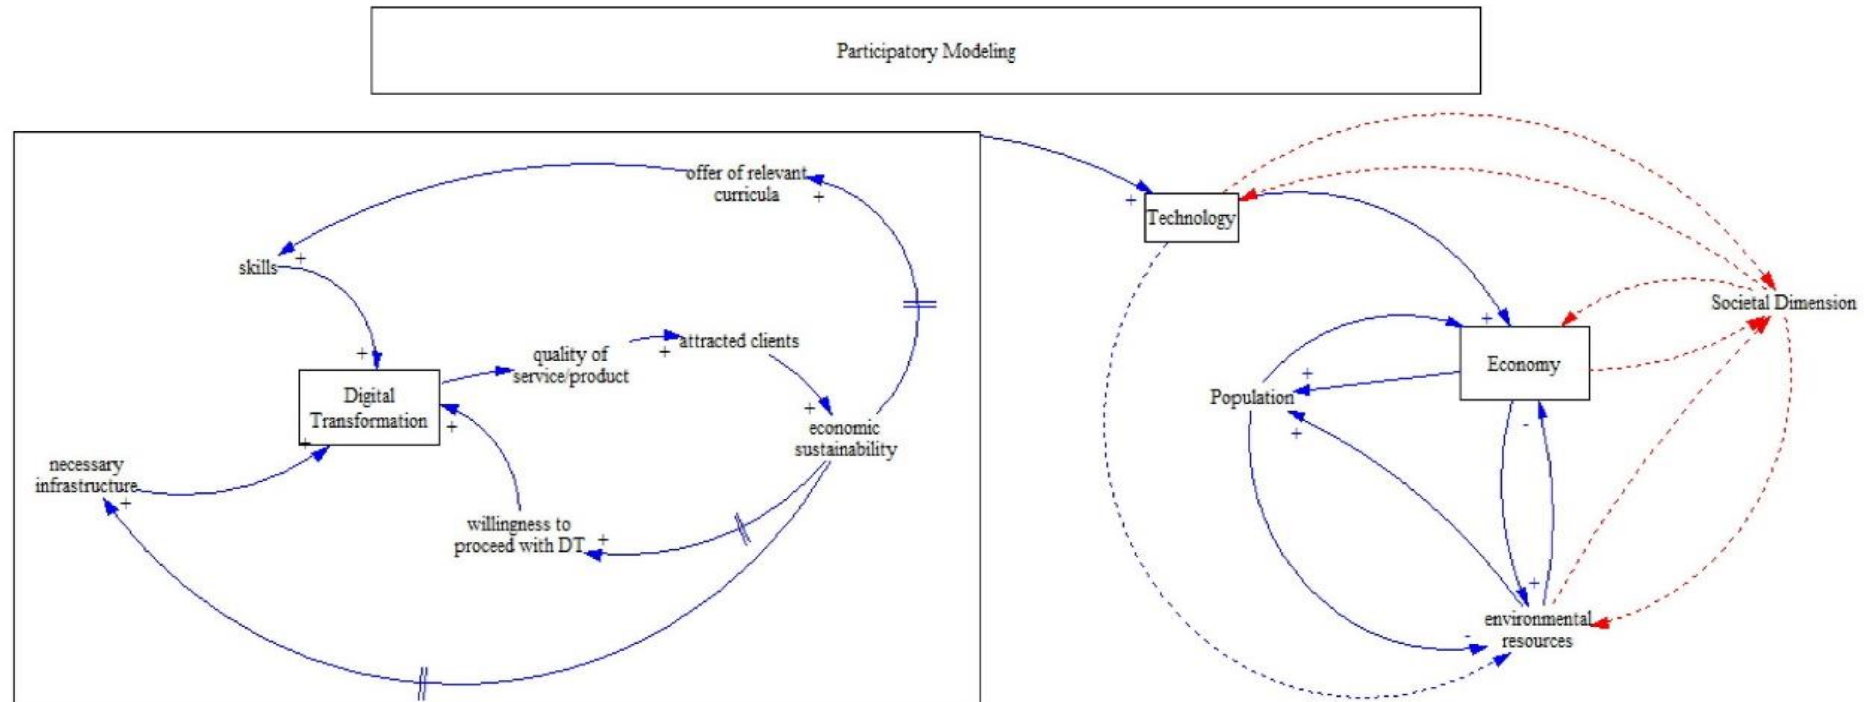 Participatory Modeling
offer of relevant
curricula
+
skills
+
+
quality of
service/product
+
attracted clients
Digital
Transformation
+
+
+
economic
sustainability
necessary
infrastructure
+
willingness to
proceed with DT
+
+
Technology
Societal Dimension
+
Economy
+
Population
+
-
+
environmental
resources
-